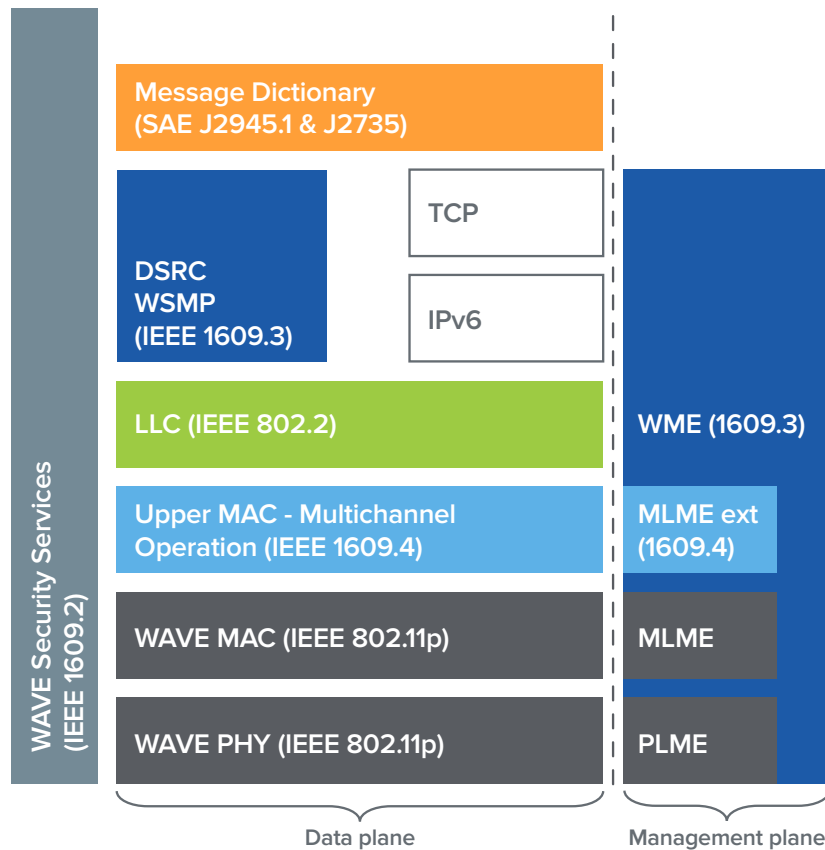 WAVE Security Services
(IEEE 1609.2)
Message Dictionary
(SAE J2945.1 & J2735)
DSRC
WSMP
(IEEE 1609.3)
TCP
IPv6
LLC (IEEE 802.2)
Upper MAC - Multichannel
Operation (IEEE 1609.4)
WAVE MAC (IEEE 802.11p)
WAVE PHY (IEEE 802.11p)
WME (1609.3)
MLME ext
(1609.4)
MLME
PLME
Data plane
Management plane